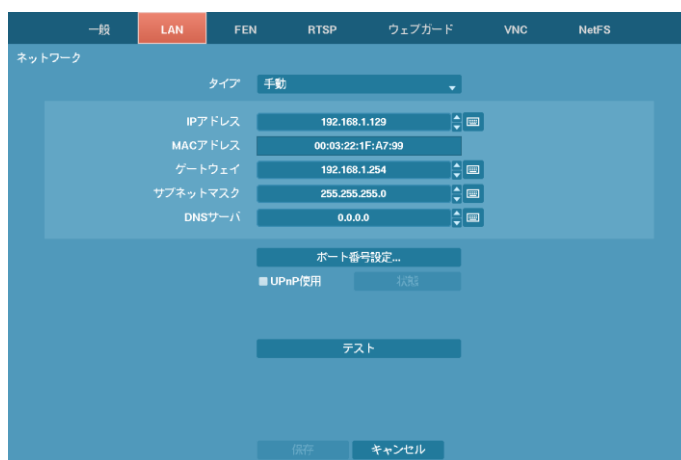 一般 LAN FEN RTSP ウェブガード VNC NetFS
ネットワーク
タイプ 手動
IPアドレス 192.168.1.129
MACアドレス 00:03:22:1F:A7:99
ゲートウェイ 192.168.1.254
サブネットマスク 255.255.255.0
DNSサーバ 0.0.0.0
ポート番号設定...
UPnP使用 状態
テスト
保存 キャンセル